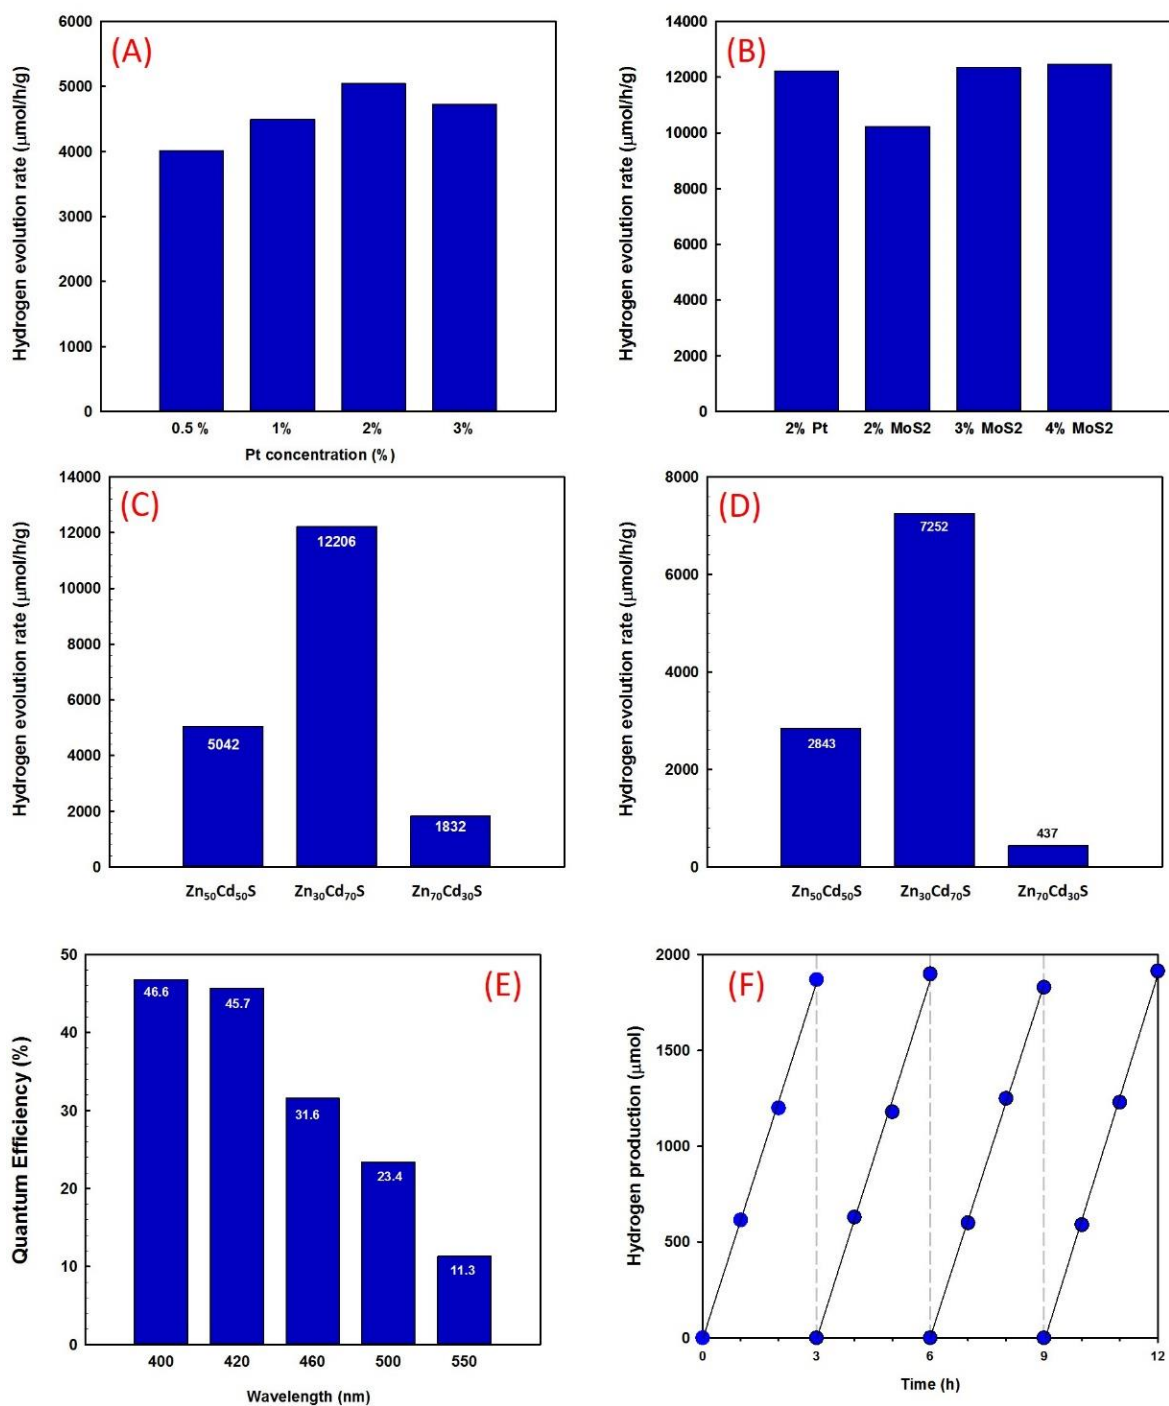 (A)
Hydrogen evolution rate (µmol/h/g)
6000
5000
4000
3000
2000
1000
0
0.5 % 1% 2% 3%
Pt concentration (%)
(B)
Hydrogen evolution rate (µmol/h/g)
14000
12000
10000
8000
6000
4000
2000
0
2% Pt 2% MoS2 3% MoS2 4% MoS2
(C)
Hydrogen evolution rate (µmol/h/g)
14000
12000
10000
8000
6000
4000
2000
0
5042
12206
1832
Zn₅₀Cd₅₀S Zn₃₀Cd₇₀S Zn₇₀Cd₃₀S
(D)
Hydrogen evolution rate (µmol/h/g)
8000
6000
4000
2000
0
2843
7252
437
Zn₅₀Cd₅₀S Zn₃₀Cd₇₀S Zn₇₀Cd₃₀S
(E)
Quantum Efficiency (%)
50
40
30
20
10
0
46.6
45.7
31.6
23.4
11.3
400 420 460 500 550
Wavelength (nm)
(F)
Hydrogen production (µmol)
2000
1500
1000
500
0
0 3 6 9 12
Time (h)